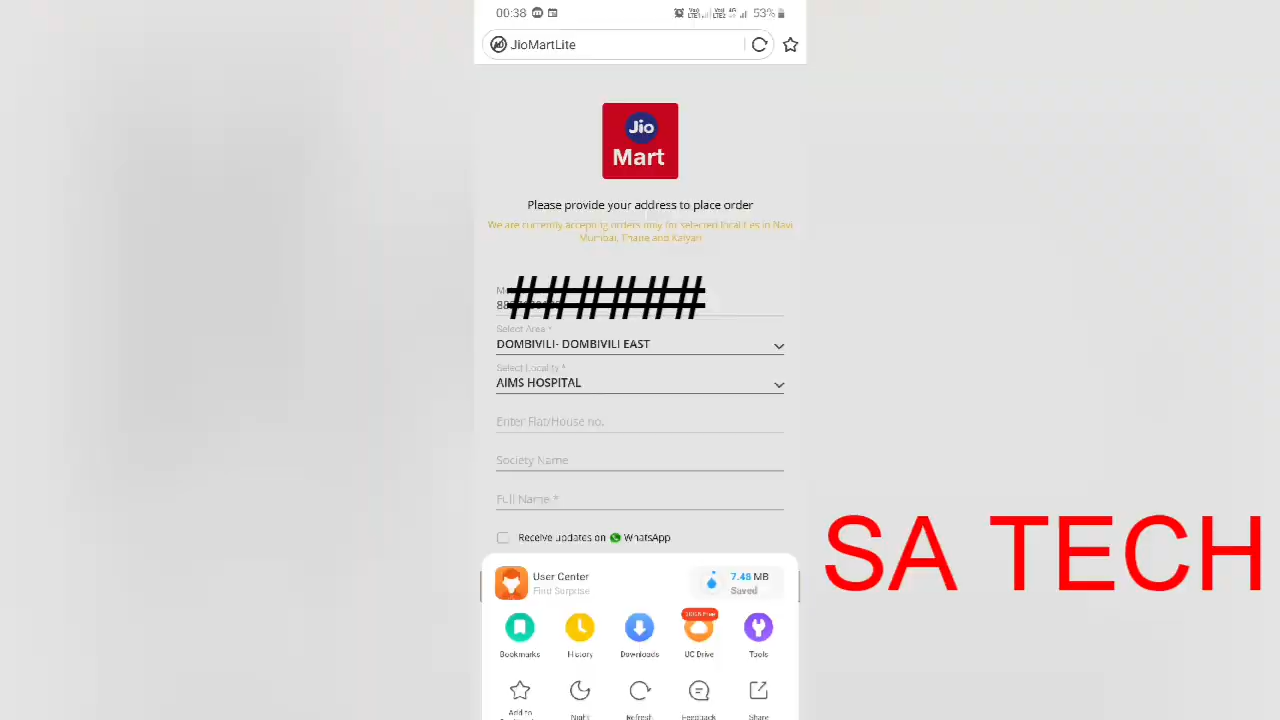 00:38
53%
JioMartLite
Jio
Mart
Please provide your address to place order
We are currently accepting orders only for selected localities in Navi
Mumbai, Thane and Kalyan
########
Select Area *
DOMBIVILI- DOMBIVILI EAST
Select Locality *
AIMS HOSPITAL
Enter Flat/House no.
Society Name
Full Name *
Receive updates on WhatsApp
User Center
Find Surprise
7.48 MB
Saved
Bookmarks
History
Downloads
UC Drive
Tools
Add to
Night
Refresh
Feedback
Share
SA TECH